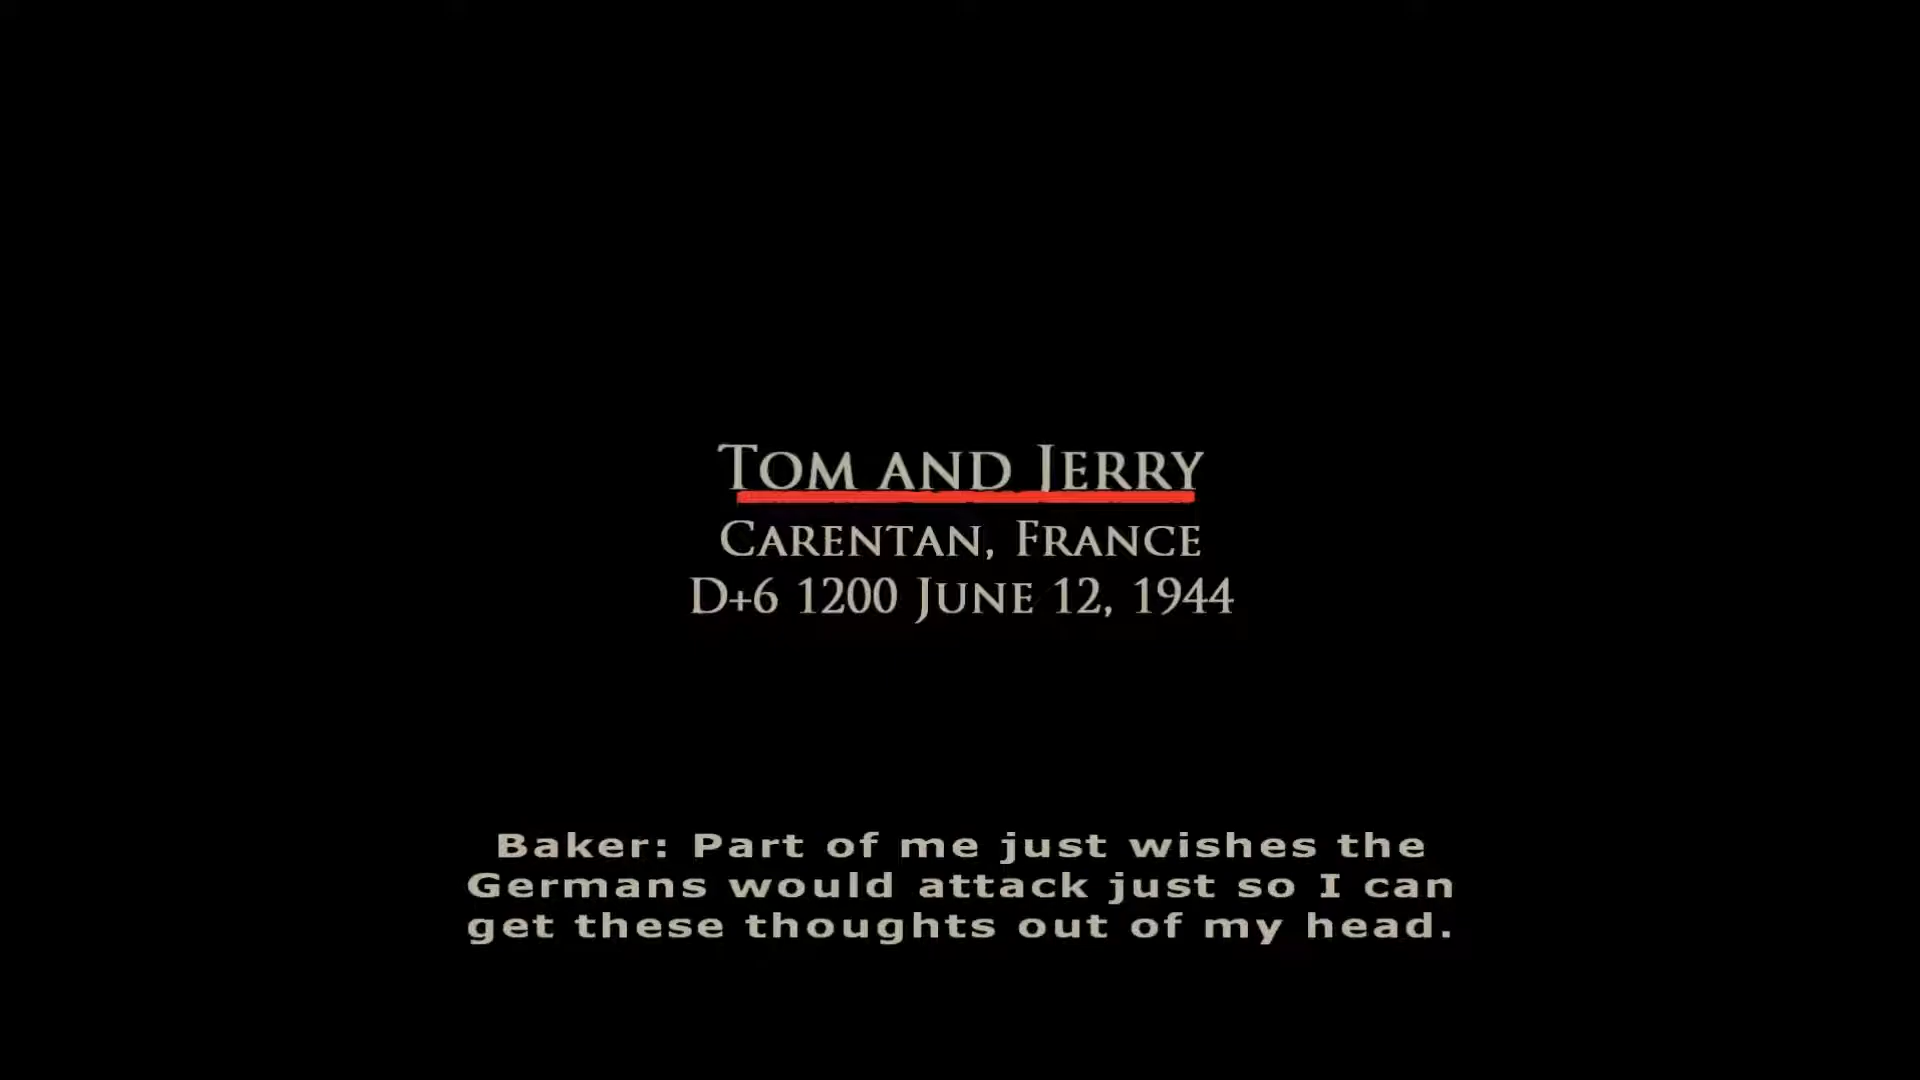 TOM AND JERRY
CARENTAN, FRANCE
D+6 1200 JUNE 12, 1944
Baker: Part of me just wishes the
Germans would attack just so I can
get these thoughts out of my head.